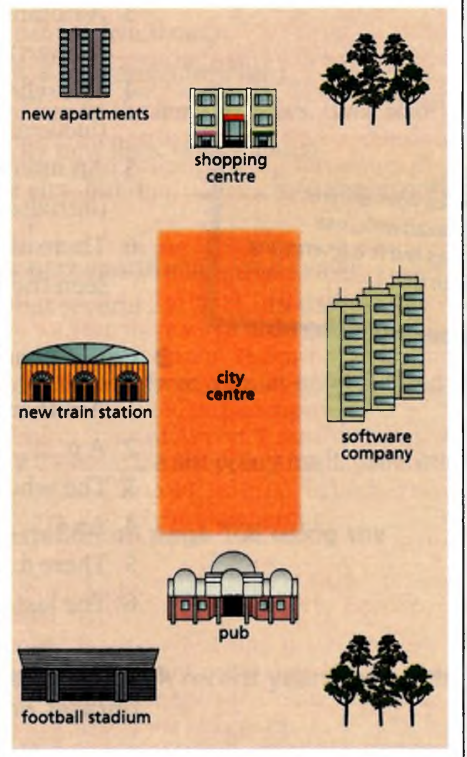 new apartments
shopping
centre
city
centre
new train station
software
company
pub
football stadium